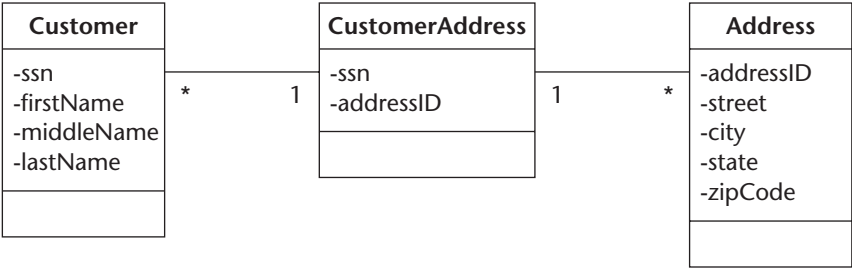 Customer
-ssn
-firstName
-middleName
-lastName
* 1
CustomerAddress
-ssn
-addressID
1 *
Address
-addressID
-street
-city
-state
-zipCode